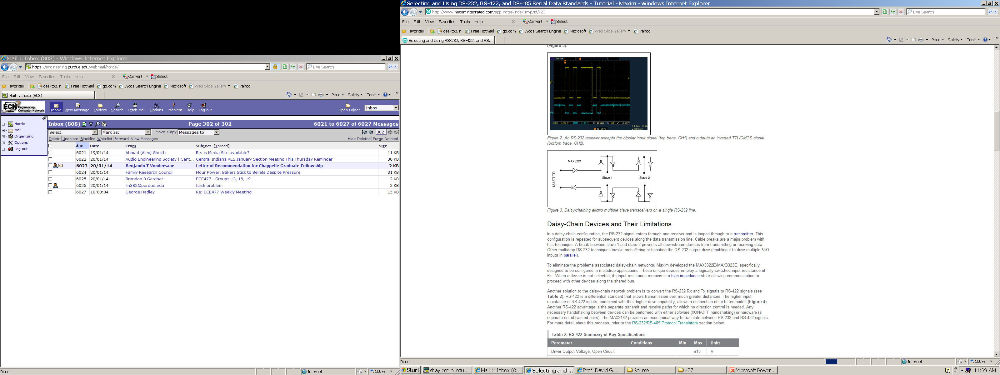 Mail :: Inbox (808) - Windows Internet Explorer
https://engineering.purdue.edu/webmail/horde/
Live Search
File Edit View Favorites Tools Help x Convert Select
Favorites desktop.ini Free Hotmail go.com Lycos Search Engine Microsoft Web Slice Gallery Yahoo!
Mail :: Inbox (808)
Page Safety Tools »
ECN Engineering Computer Network
Inbox New Message Folders Search Fetch Mail Options Problem Help Log out
Open Folder Inbox
Horde
Mail
Organizing
Options
Log out
Inbox (808) Page 302 of 302 6021 to 6027 of 6027 Messages
Select: Mark as: Move Copy Messages to 302
Delete Undelete Blacklist Whitelist Forward View Messages Hide Deleted Purge Deleted
# Date From Subject [Thread] Size
6021 19/01/14 Ahmad (Alex) Gheith Re: is Media Site available? 11 KB
6022 20/01/14 Audio Engineering Society | Cent... Central Indiana AES January Section Meeting This Thursday Reminder 30 KB
6023 20/01/14 Benjamin T Vondersaar Letter of Recommendation for Chappelle Graduate Fellowship 2 KB
6024 20/01/14 Family Research Council Flour Power: Bakers Stick to Beliefs Despite Pressure 31 KB
6025 20/01/14 Brandon B Gardner ECE477 - Groups 13, 18, 19 2 KB
6026 20/01/14 lin382@purdue.edu Iclick problem 2 KB
6027 10:00:04 George Hadley Re: ECE477 Weekly Meeting 15 KB
Done Internet 100%
Selecting and Using RS-232, RS-422, and RS-485 Serial Data Standards - Tutorial - Maxim - Windows Internet Explorer
http://www.maximintegrated.com/app-notes/index.mvp/id/723
Live Search
File Edit View Favorites Tools Help x Convert Select
Favorites desktop.ini Free Hotmail go.com Lycos Search Engine Microsoft Web Slice Gallery Yahoo!
Selecting and Using RS-232, RS-422, and RS...
Page Safety Tools »
(Figure 3).
PreVu
Ch1 5.00 V Ch2 5.00 V M 200µs A Ch1 3.00 V
15.00 %
28 Feb 2000
21:56:36
Figure 2. An RS-232 receiver accepts the bipolar input signal (top trace, CH1) and outputs an inverted TTL/CMOS signal
(bottom trace, CH2).
MAX3221
MASTER
Slave 1
Slave 2
Figure 3. Daisy-chaining allows multiple slave transceivers on a single RS-232 line.
Daisy-Chain Devices and Their Limitations
In a daisy-chain configuration, the RS-232 signal enters through one receiver and is looped through to a transmitter. This
configuration is repeated for subsequent devices along the data transmission line. Cable breaks are a major problem with
this technique. A break between slave 1 and slave 2 prevents all downstream devices from transmitting or receiving data.
Other multidrop RS-232 techniques involve prebuffering or boosting the RS-232 output drive (enabling it to drive multiple 5kΩ
inputs in parallel).
To eliminate the problems associated daisy-chain networks, Maxim developed the MAX3322E/MAX3323E, specifically
designed to be configured in multidrop applications. These unique devices employ a logically switched input resistance of
5k . When a device is not selected, its input resistance remains in a high impedance state allowing communication to
proceed with other devices along the shared bus.
Another solution to the daisy-chain network problem is to convert the RS-232 Rx and Tx signals to RS-422 signals (see
Table 2). RS-422 is a differential standard that allows transmission over much greater distances. The higher input
resistance of RS-422 inputs, combined with their higher drive capability, allows a connection of up to ten nodes (Figure 4).
Another RS-422 advantage is the separate transmit and receive paths for which no direction control is needed. Any
necessary handshaking between devices can be performed with either software (XON/OFF handshaking) or hardware (a
separate set of twisted pairs). The MAX3162 provides an economical way to translate between RS-232 and RS-422 signals.
For more detail about this process, refer to the RS-232/RS-485 Protocol Translators section below.
Table 2. RS-422 Summary of Key Specifications
Parameter Conditions Min Max Units
Driver Output Voltage, Open Circuit ±10 V
Done Internet 100%
Start shay.ecn.purdu... Mail :: Inbox (8... Selecting and ... Prof. David G. ... Source 477 Microsoft Power... « 11:39 AM